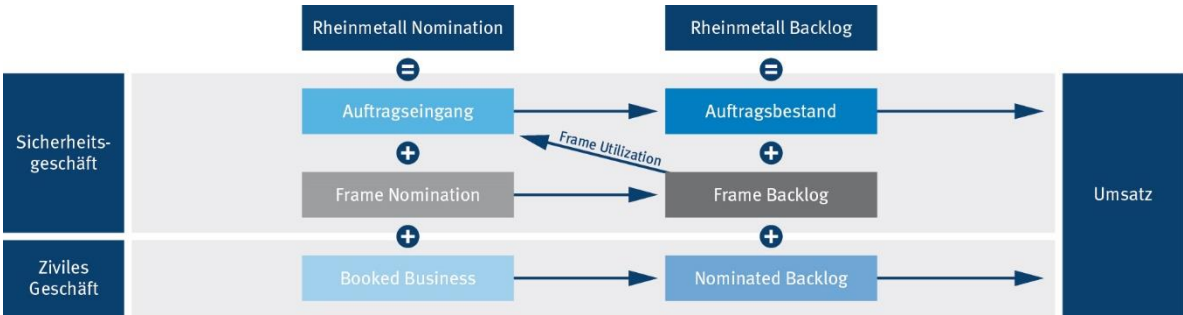 Rheinmetall Nomination
Rheinmetall Backlog
=
=
Sicherheits-
geschäft
Auftragseingang
Auftragsbestand
+
Frame Utilization
+
Frame Nomination
Frame Backlog
Umsatz
+
+
Ziviles
Geschäft
Booked Business
Nominated Backlog